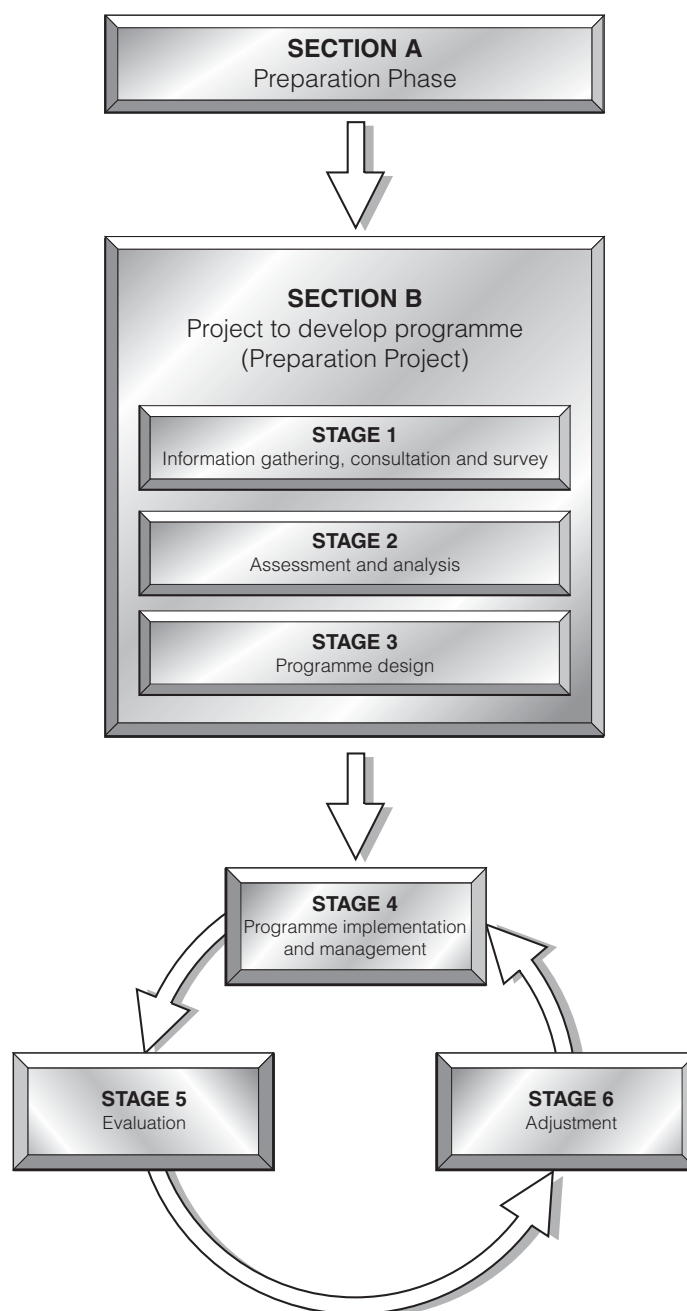 SECTION A
Preparation Phase
SECTION B
Project to develop programme
(Preparation Project)
STAGE 1
Information gathering, consultation and survey
STAGE 2
Assessment and analysis
STAGE 3
Programme design
STAGE 4
Programme implementation
and management
STAGE 5
Evaluation
STAGE 6
Adjustment